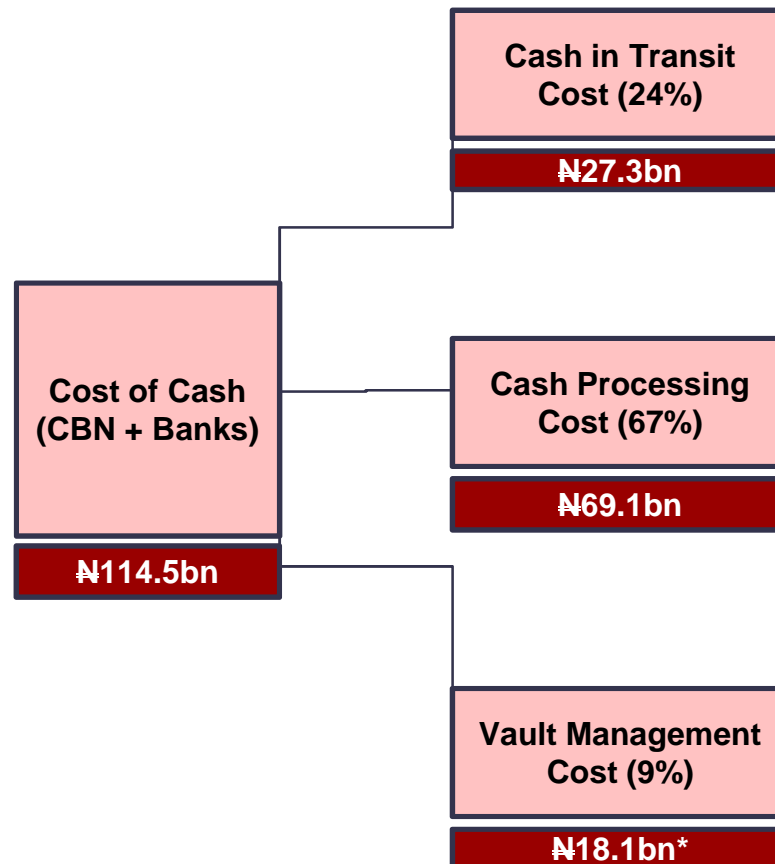 Cash in Transit
Cost (24%)
₦27.3bn
Cost of Cash
(CBN + Banks)
₦114.5bn
Cash Processing
Cost (67%)
₦69.1bn
Vault Management
Cost (9%)
₦18.1bn*